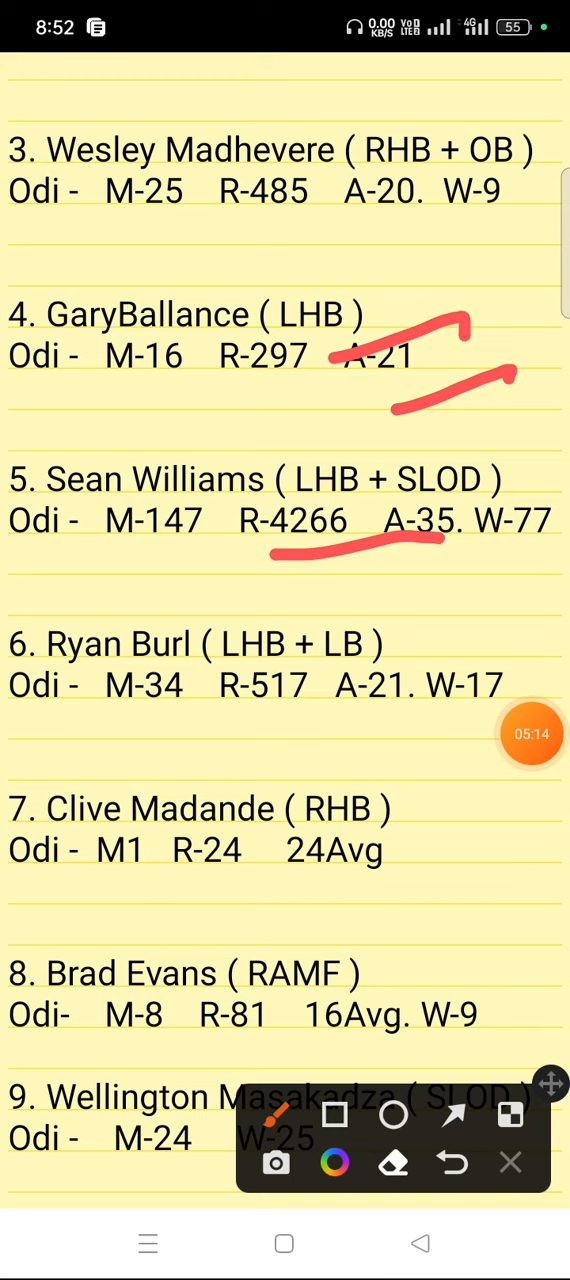 8:52 0.00 KB/S VoD LTE2 4G 55
3. Wesley Madhevere ( RHB + OB )
Odi - M-25 R-485 A-20. W-9
4. GaryBallance ( LHB )
Odi - M-16 R-297 A-21
5. Sean Williams ( LHB + SLOD )
Odi - M-147 R-4266 A-35. W-77
6. Ryan Burl ( LHB + LB )
Odi - M-34 R-517 A-21. W-17
05:14
7. Clive Madande ( RHB )
Odi - M1 R-24 24Avg
8. Brad Evans ( RAMF )
Odi- M-8 R-81 16Avg. W-9
9. Wellington Masakadza ( SLOD )
Odi - M-24 W-25